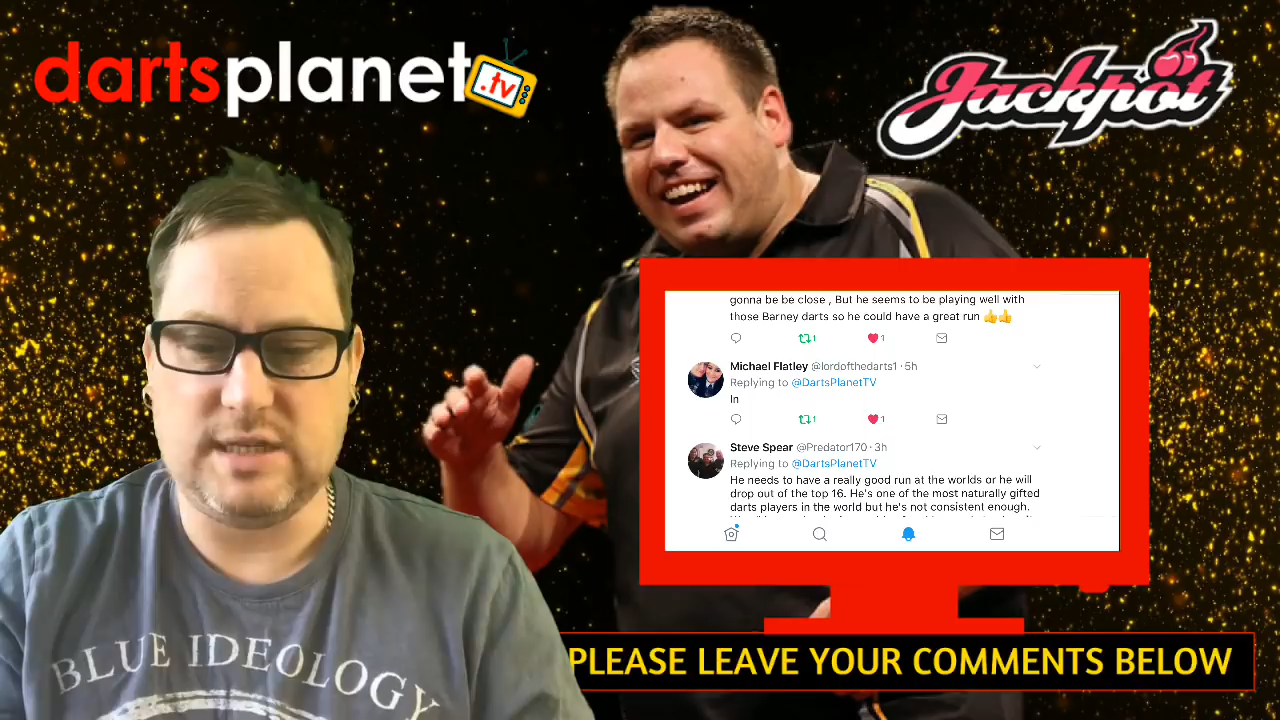 dartsplanet
.tv
Jackpot
gonna be be close , But he seems to be playing well with
those Barney darts so he could have a great run 👍👍
1 1
Michael Flatley @lordofthedarts1 · 5h
Replying to @DartsPlanetTV
In
1 1
Steve Spear @Predator170 · 3h
Replying to @DartsPlanetTV
He needs to have a really good run at the worlds or he will
drop out of the top 16. He's one of the most naturally gifted
darts players in the world but he's not consistent enough.
PLEASE LEAVE YOUR COMMENTS BELOW
BLUE IDEOLOGY